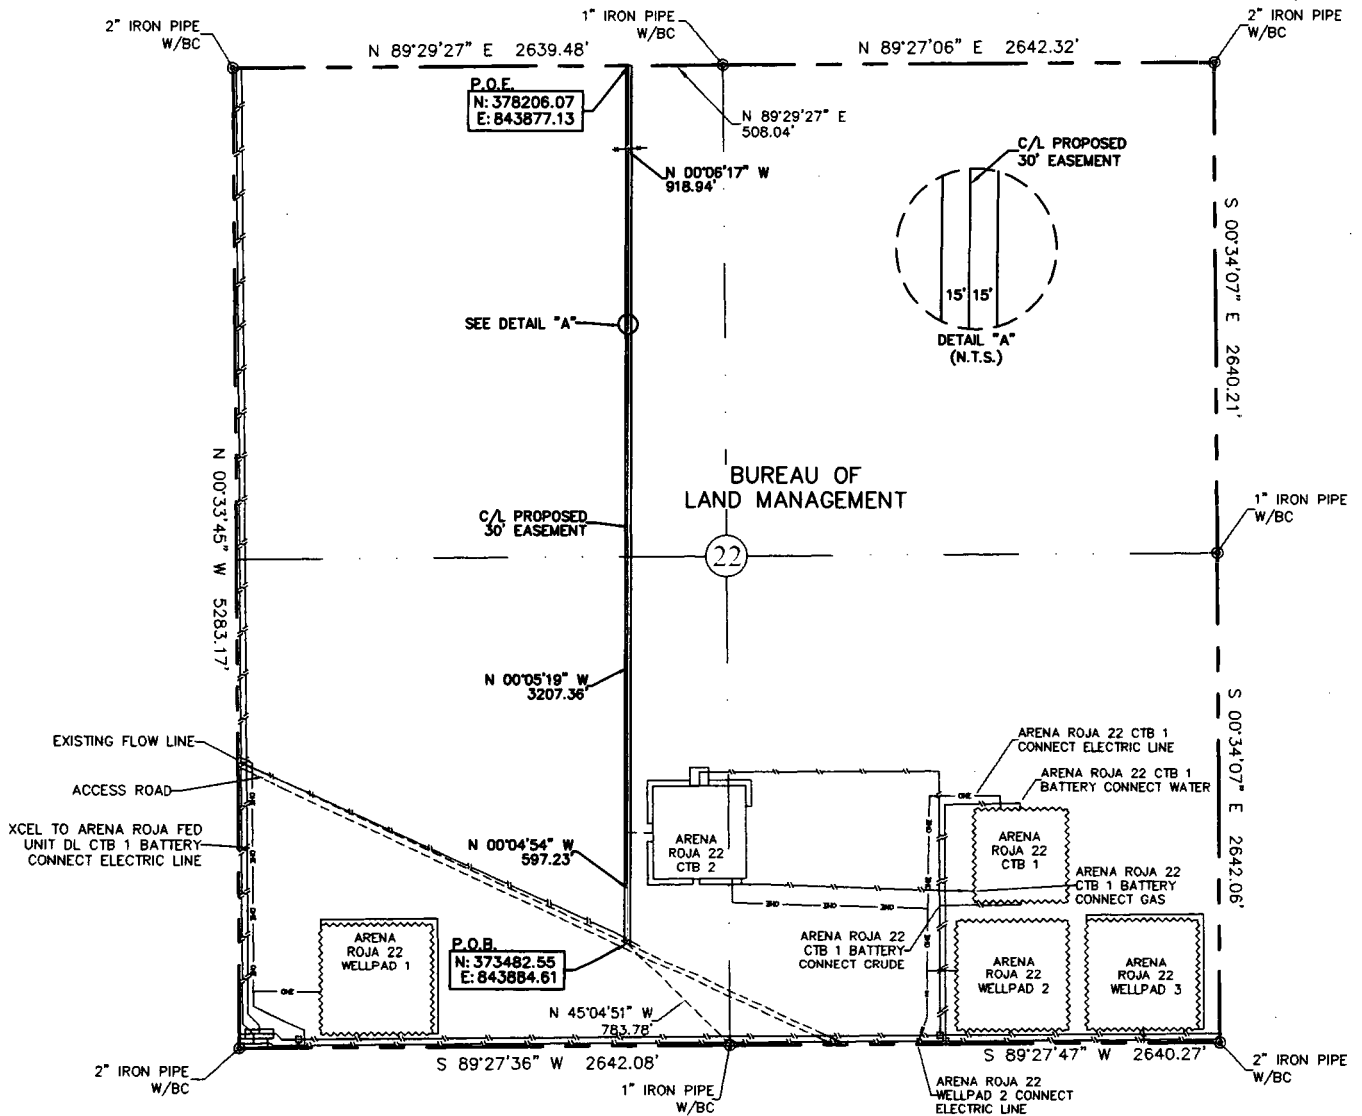 2" IRON PIPE
W/BC
N 89°29'27" E 2639.48'
1" IRON PIPE
W/BC
N 89°27'06" E 2642.32'
2" IRON PIPE
W/BC
P.O.E.
N: 378206.07
E: 843877.13
N 89°29'27" E
508.04'
N 00°06'17" W
918.94'
C/L PROPOSED
30' EASEMENT
15' 15'
DETAIL "A"
(N.T.S.)
S 00°34'07" E 2640.21'
SEE DETAIL "A"
N 00°33'45" W 5283.17'
BUREAU OF
LAND MANAGEMENT
C/L PROPOSED
30' EASEMENT
22
1" IRON PIPE
W/BC
N 00°05'19" W
3207.36'
S 00°34'07" E 2642.06'
EXISTING FLOW LINE
ACCESS ROAD
XCEL TO ARENA ROJA FED
UNIT DL CTB 1 BATTERY
CONNECT ELECTRIC LINE
N 00°04'54" W
597.23'
ARENA
ROJA 22
CTB 2
ARENA ROJA 22 CTB 1
CONNECT ELECTRIC LINE
ARENA ROJA 22 CTB 1
BATTERY CONNECT WATER
OHE
ARENA
ROJA 22
CTB 1
ARENA ROJA 22
CTB 1 BATTERY
CONNECT GAS
OHE
OHE
OHE
OHE
OHE
OHE
OHE
ARENA
ROJA 22
WELLPAD 1
OHE
OHE
P.O.B.
N: 373482.55
E: 843884.61
ARENA ROJA 22
CTB 1 BATTERY
CONNECT CRUDE
ARENA
ROJA 22
WELLPAD 2
ARENA
ROJA 22
WELLPAD 3
N 45°04'51" W
783.78'
2" IRON PIPE
W/BC
S 89°27'36" W 2642.08'
1" IRON PIPE
W/BC
S 89°27'47" W 2640.27'
2" IRON PIPE
W/BC
ARENA ROJA 22
WELLPAD 2 CONNECT
ELECTRIC LINE